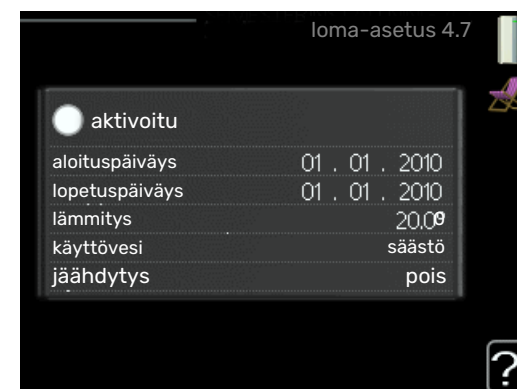 loma-asetus 4.7
aktivoitu
aloituspäiväys 01 . 01 . 2010
lopetuspäiväys 01 . 01 . 2010
lämmitys 20.0°
käyttövesi säästö
jäähdytys pois
?